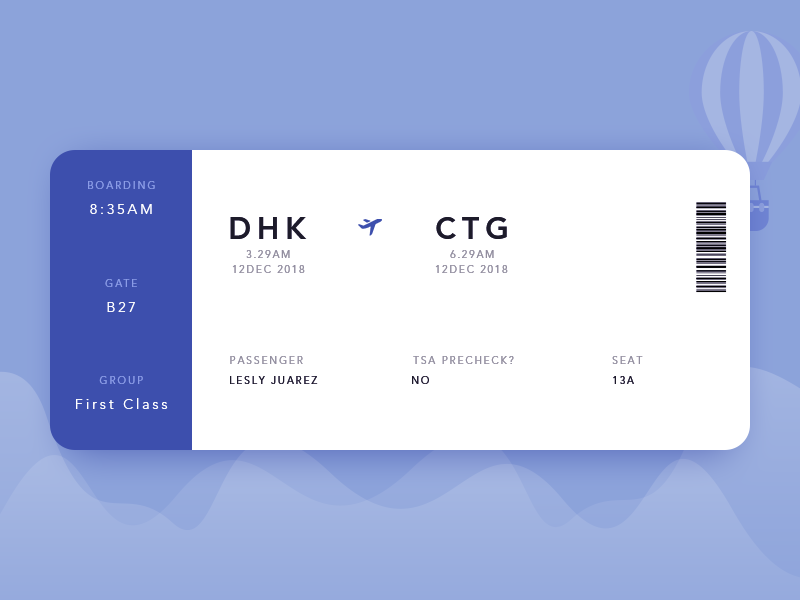 BOARDING
8:35AM
GATE
B27
GROUP
First Class
DHK
3.29AM
12DEC 2018
CTG
6.29AM
12DEC 2018
PASSENGER
LESLY JUAREZ
TSA PRECHECK?
NO
SEAT
13A